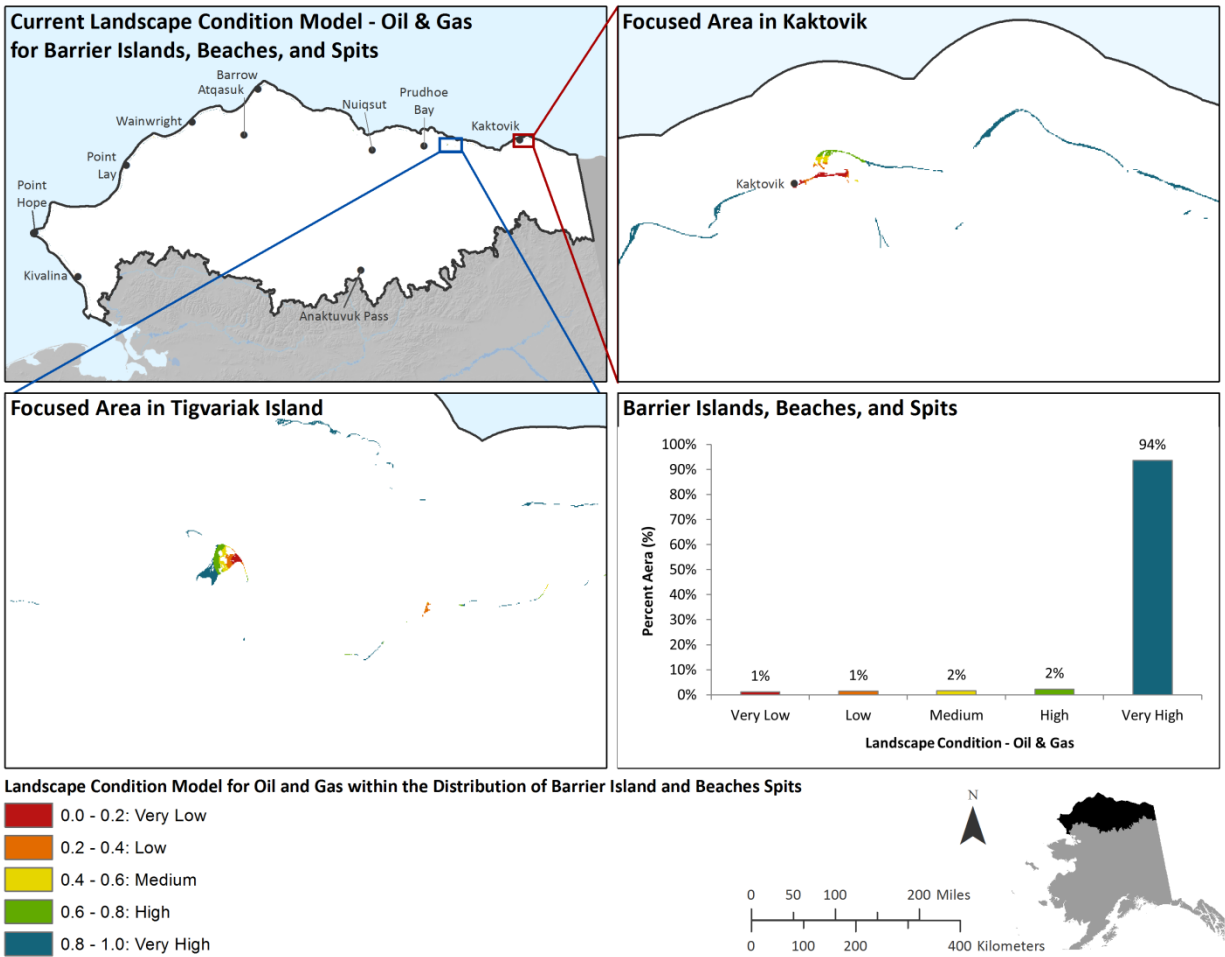 Current Landscape Condition Model - Oil & Gas
for Barrier Islands, Beaches, and Spits
Barrow
Atqasuk
Wainwright
Nuiqsut
Prudhoe
Bay
Kaktovik
Point
Lay
Point
Hope
Kivalina
Anaktuvuk Pass
Focused Area in Kaktovik
Kaktovik
Focused Area in Tigvariak Island
Barrier Islands, Beaches, and Spits
100%
90%
80%
70%
60%
50%
40%
30%
20%
10%
0%
Percent Aera (%)
1%
1%
2%
2%
94%
Very Low
Low
Medium
High
Very High
Landscape Condition - Oil & Gas
Landscape Condition Model for Oil and Gas within the Distribution of Barrier Island and Beaches Spits
0.0 - 0.2: Very Low
0.2 - 0.4: Low
0.4 - 0.6: Medium
0.6 - 0.8: High
0.8 - 1.0: Very High
N
0 50 100 200 Miles
0 100 200 400 Kilometers